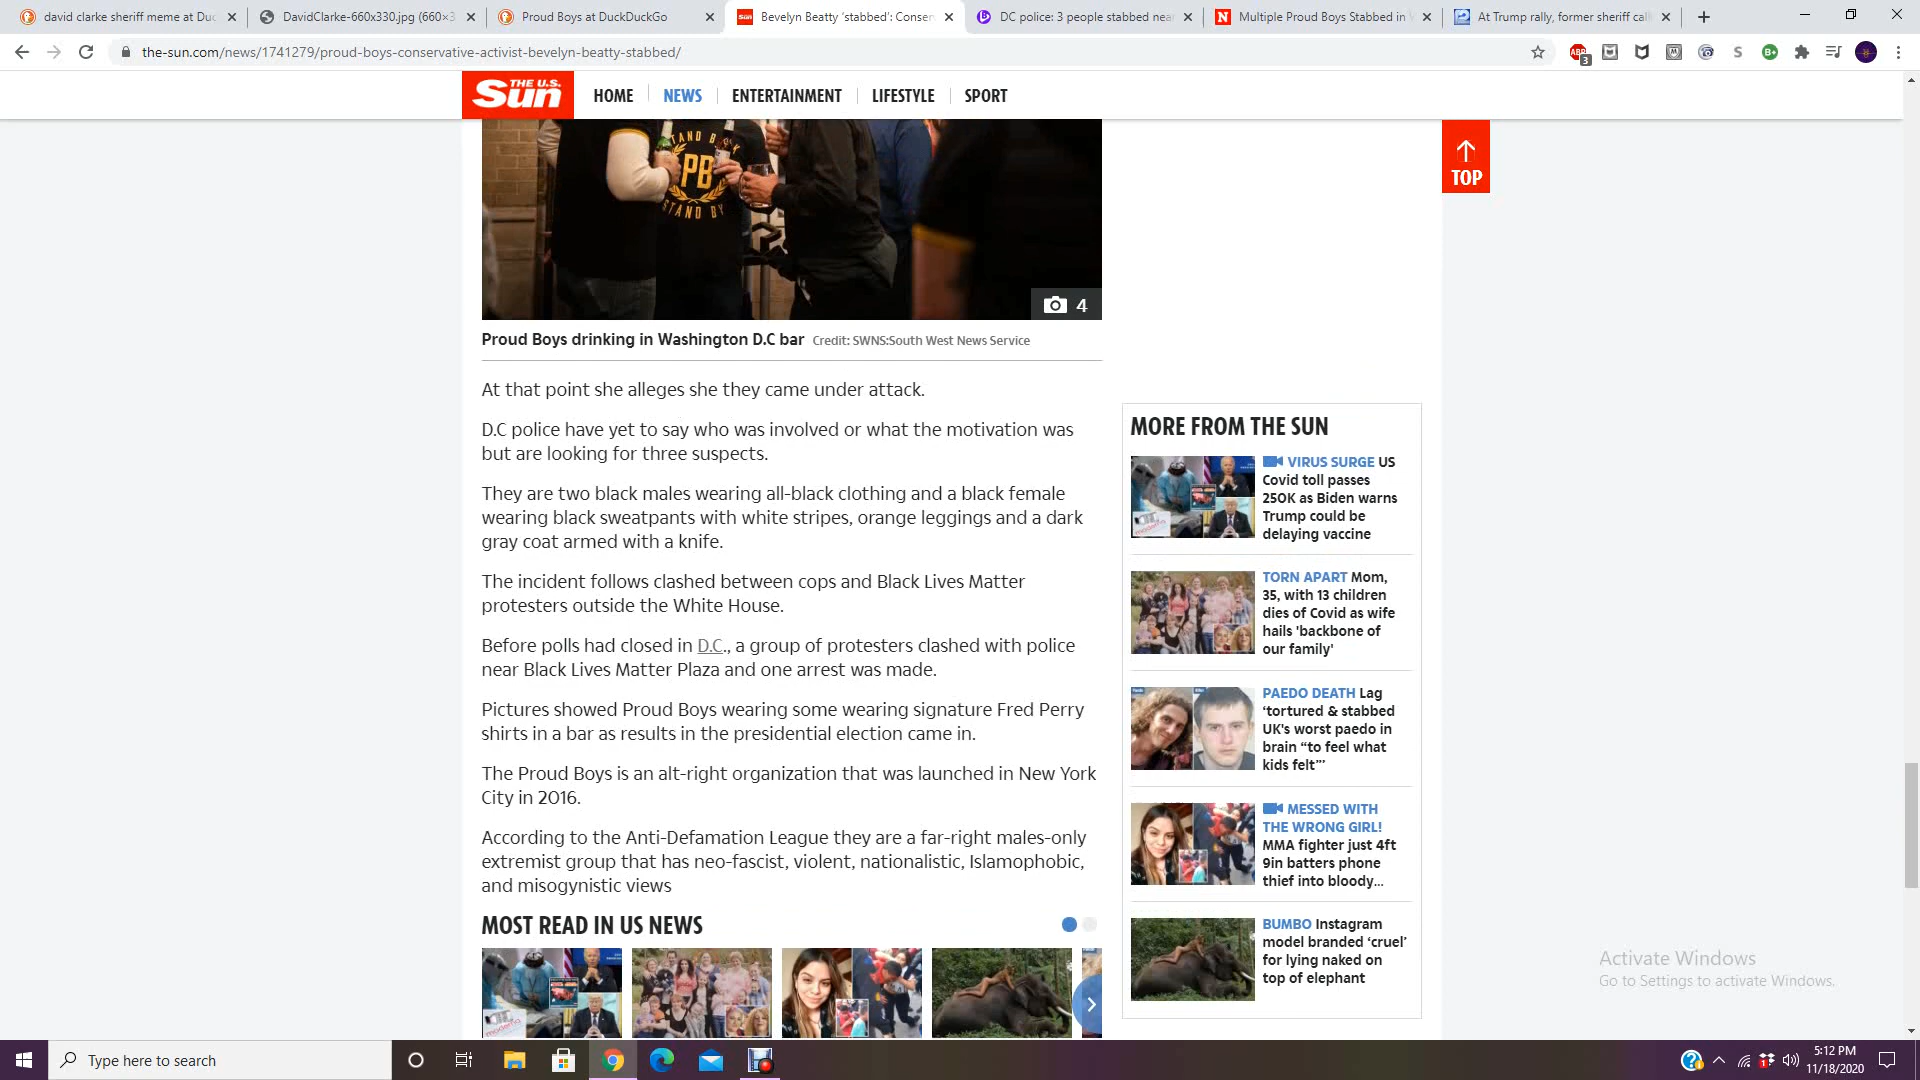 david clarke sheriff meme at Duc
DavidClarke-660x330.jpg (660×3
Proud Boys at DuckDuckGo
Bevelyn Beatty 'stabbed': Conser
DC police: 3 people stabbed near
Multiple Proud Boys Stabbed in W
At Trump rally, former sheriff call
the-sun.com/news/1741279/proud-boys-conservative-activist-bevelyn-beatty-stabbed/
THE U.S.
Sun
HOME
NEWS
ENTERTAINMENT
LIFESTYLE
SPORT
TOP
PB
STAND BY
4
Proud Boys drinking in Washington D.C bar Credit: SWNS:South West News Service
At that point she alleges she they came under attack.
D.C police have yet to say who was involved or what the motivation was
but are looking for three suspects.
They are two black males wearing all-black clothing and a black female
wearing black sweatpants with white stripes, orange leggings and a dark
gray coat armed with a knife.
The incident follows clashed between cops and Black Lives Matter
protesters outside the White House.
Before polls had closed in D.C., a group of protesters clashed with police
near Black Lives Matter Plaza and one arrest was made.
Pictures showed Proud Boys wearing some wearing signature Fred Perry
shirts in a bar as results in the presidential election came in.
The Proud Boys is an alt-right organization that was launched in New York
City in 2016.
According to the Anti-Defamation League they are a far-right males-only
extremist group that has neo-fascist, violent, nationalistic, Islamophobic,
and misogynistic views
MOST READ IN US NEWS
MORE FROM THE SUN
VIRUS SURGE US
Covid toll passes
250K as Biden warns
Trump could be
delaying vaccine
TORN APART Mom,
35, with 13 children
dies of Covid as wife
hails 'backbone of
our family'
PAEDO DEATH Lag
‘tortured & stabbed
UK's worst paedo in
brain “to feel what
kids felt”’
MESSED WITH
THE WRONG GIRL!
MMA fighter just 4ft
9in batters phone
thief into bloody...
BUMBO Instagram
model branded ‘cruel’
for lying naked on
top of elephant
Activate Windows
Go to Settings to activate Windows.
Type here to search
5:12 PM
11/18/2020